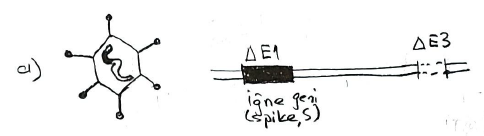 a)
ΔE1
ΔE3
iğne geni
(spike, S)